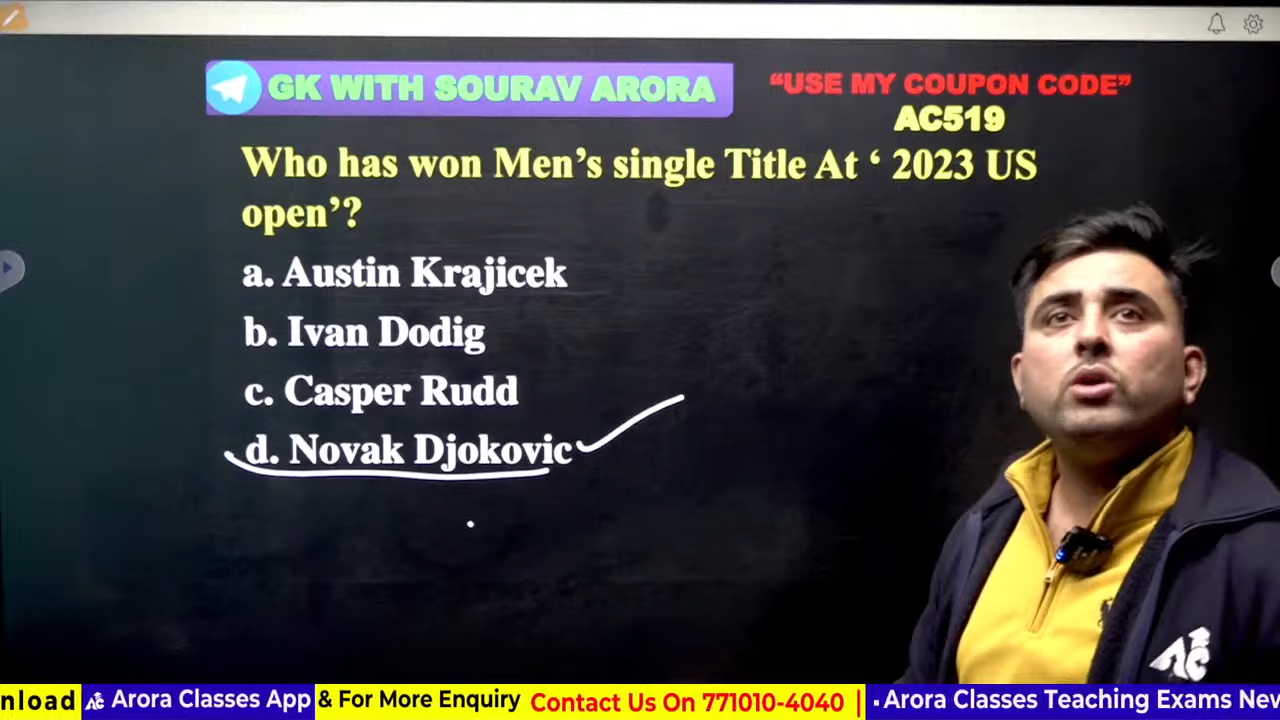 GK WITH SOURAV ARORA
“USE MY COUPON CODE”
AC519
Who has won Men’s single Title At ‘ 2023 US
open’?
a. Austin Krajicek
b. Ivan Dodig
c. Casper Rudd
d. Novak Djokovic
AC
nload AC Arora Classes App & For More Enquiry Contact Us On 771010-4040 | • Arora Classes Teaching Exams New